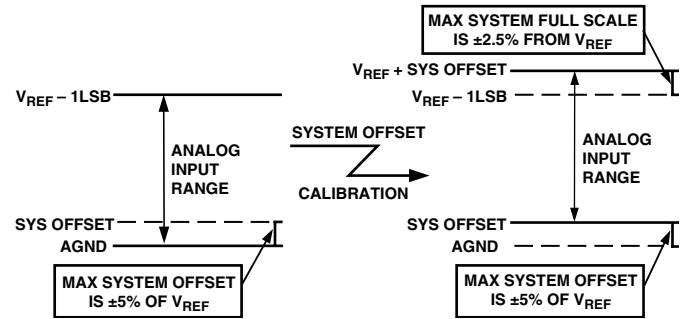 MAX SYSTEM FULL SCALE
IS ±2.5% FROM VREF
VREF + SYS OFFSET
VREF – 1LSB
VREF – 1LSB
SYSTEM OFFSET
ANALOG
INPUT
RANGE
ANALOG
INPUT
RANGE
CALIBRATION
SYS OFFSET
SYS OFFSET
AGND
AGND
MAX SYSTEM OFFSET
IS ±5% OF VREF
MAX SYSTEM OFFSET
IS ±5% OF VREF